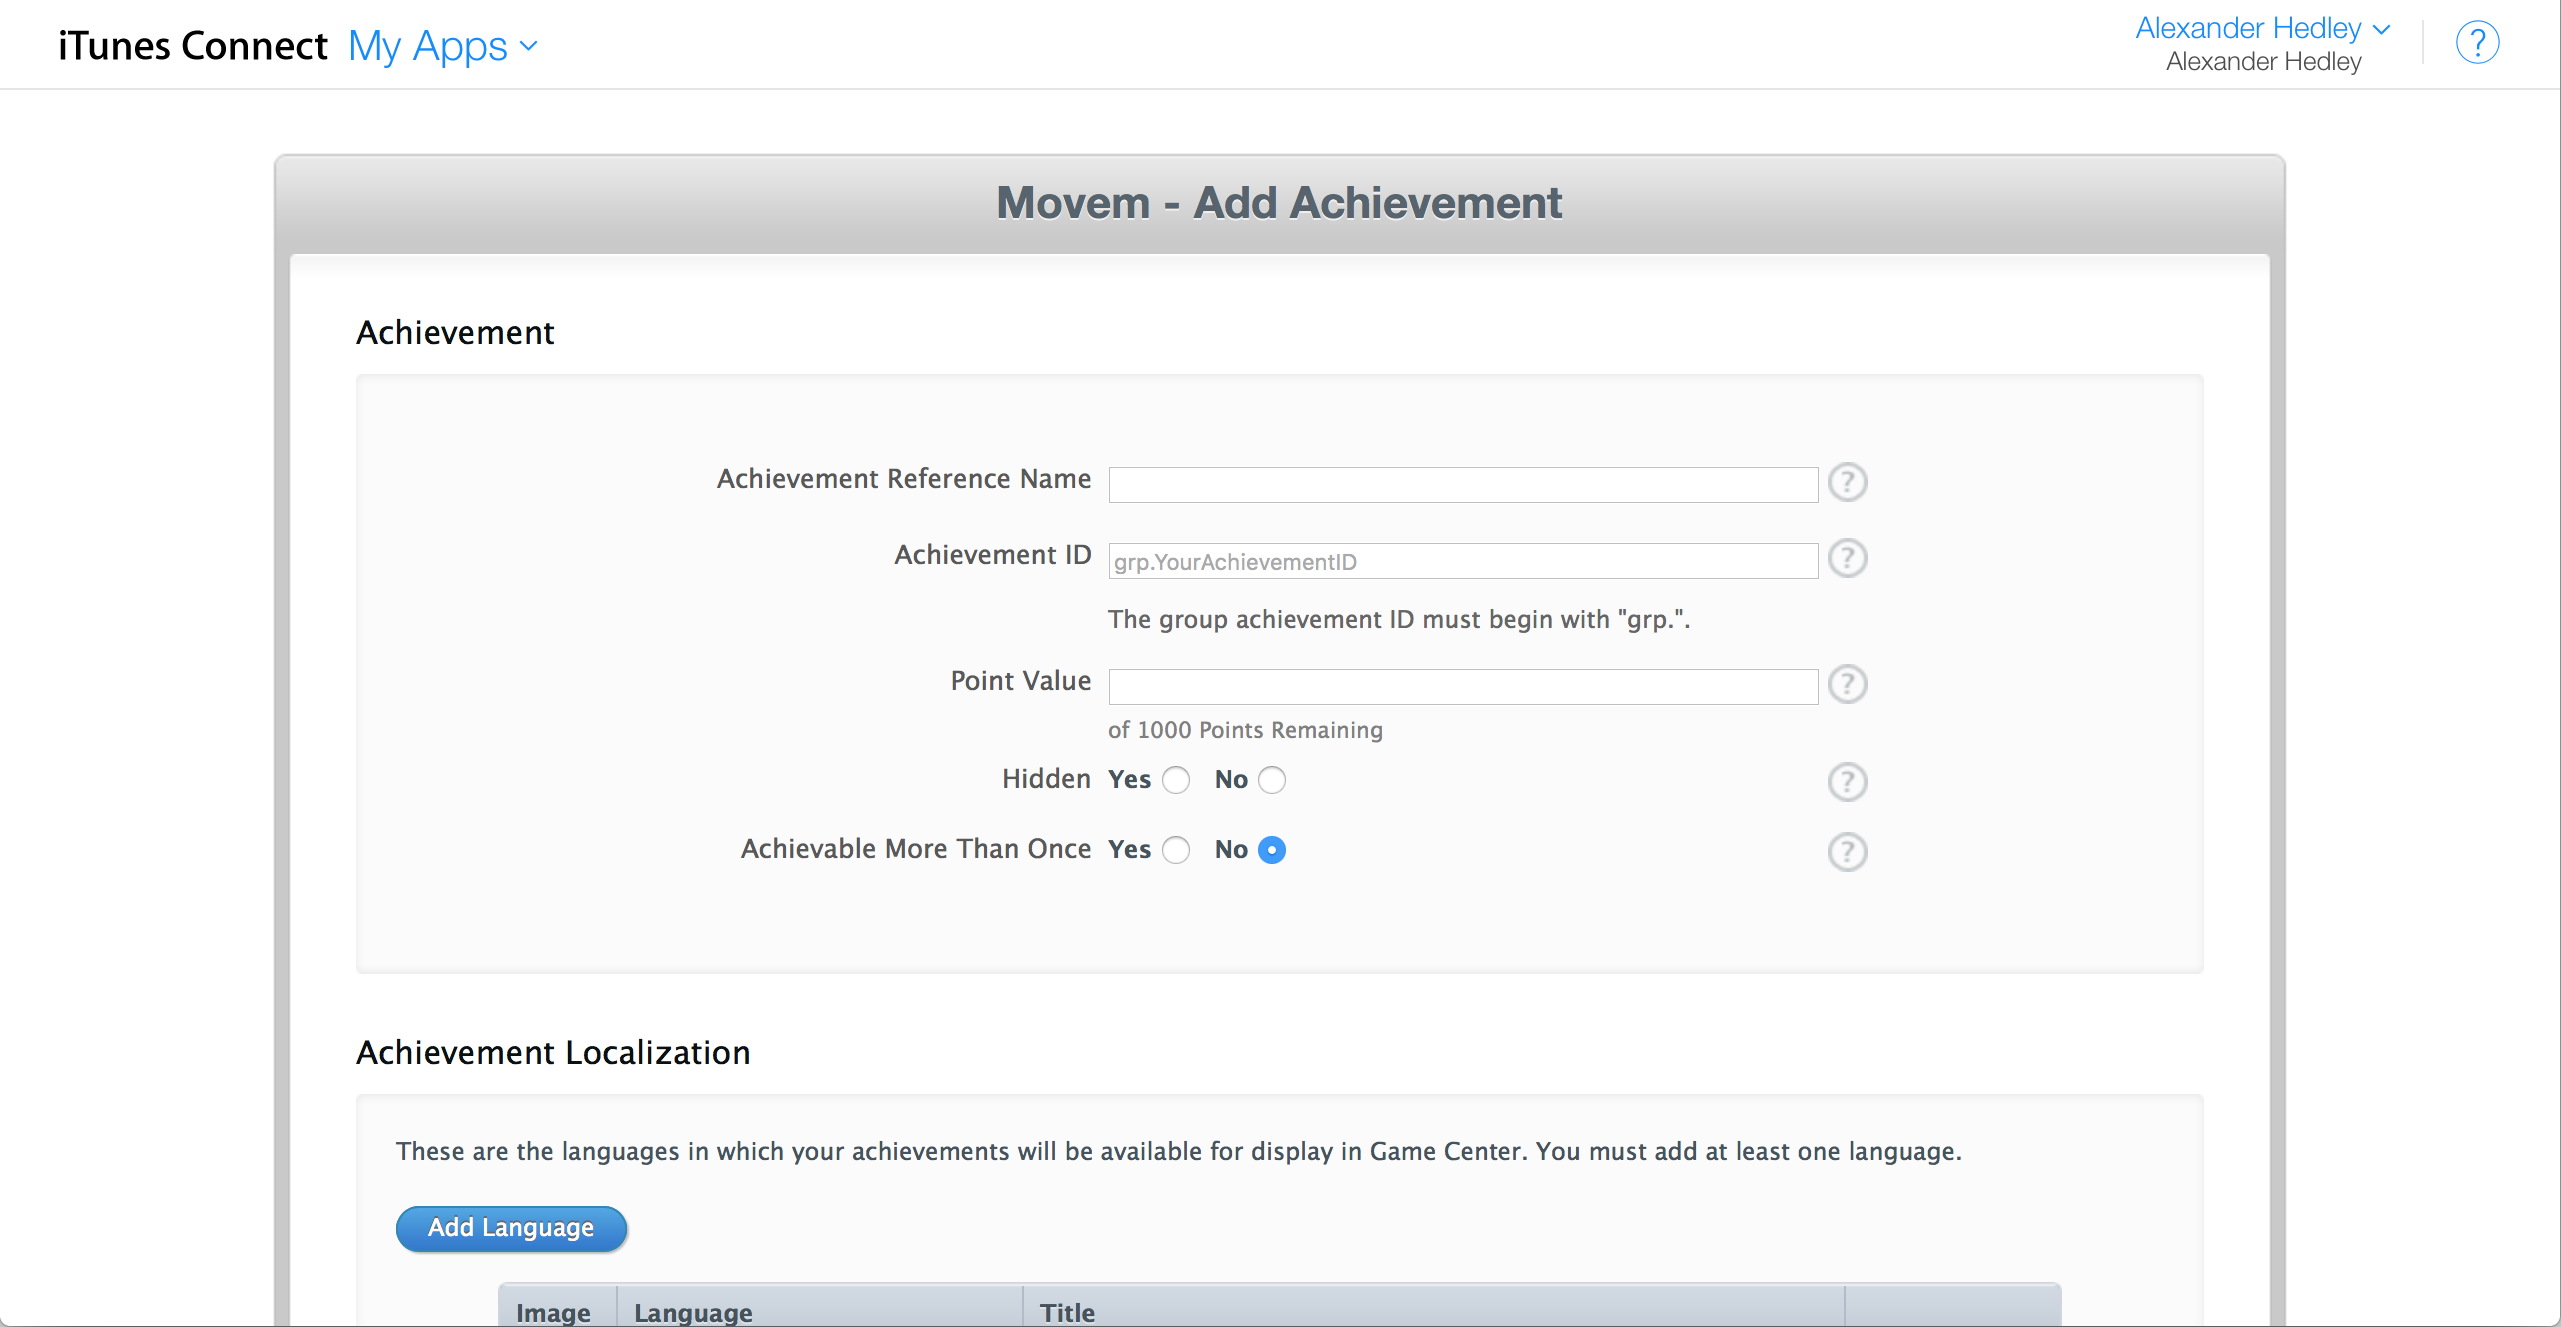 iTunes Connect My Apps
Alexander Hedley
Alexander Hedley
?
Movem - Add Achievement
Achievement
Achievement Reference Name ?
Achievement ID grp.YourAchievementID ?
The group achievement ID must begin with "grp.".
Point Value ?
of 1000 Points Remaining
Hidden Yes No ?
Achievable More Than Once Yes No ?
Achievement Localization
These are the languages in which your achievements will be available for display in Game Center. You must add at least one language.
Add Language
Image Language Title